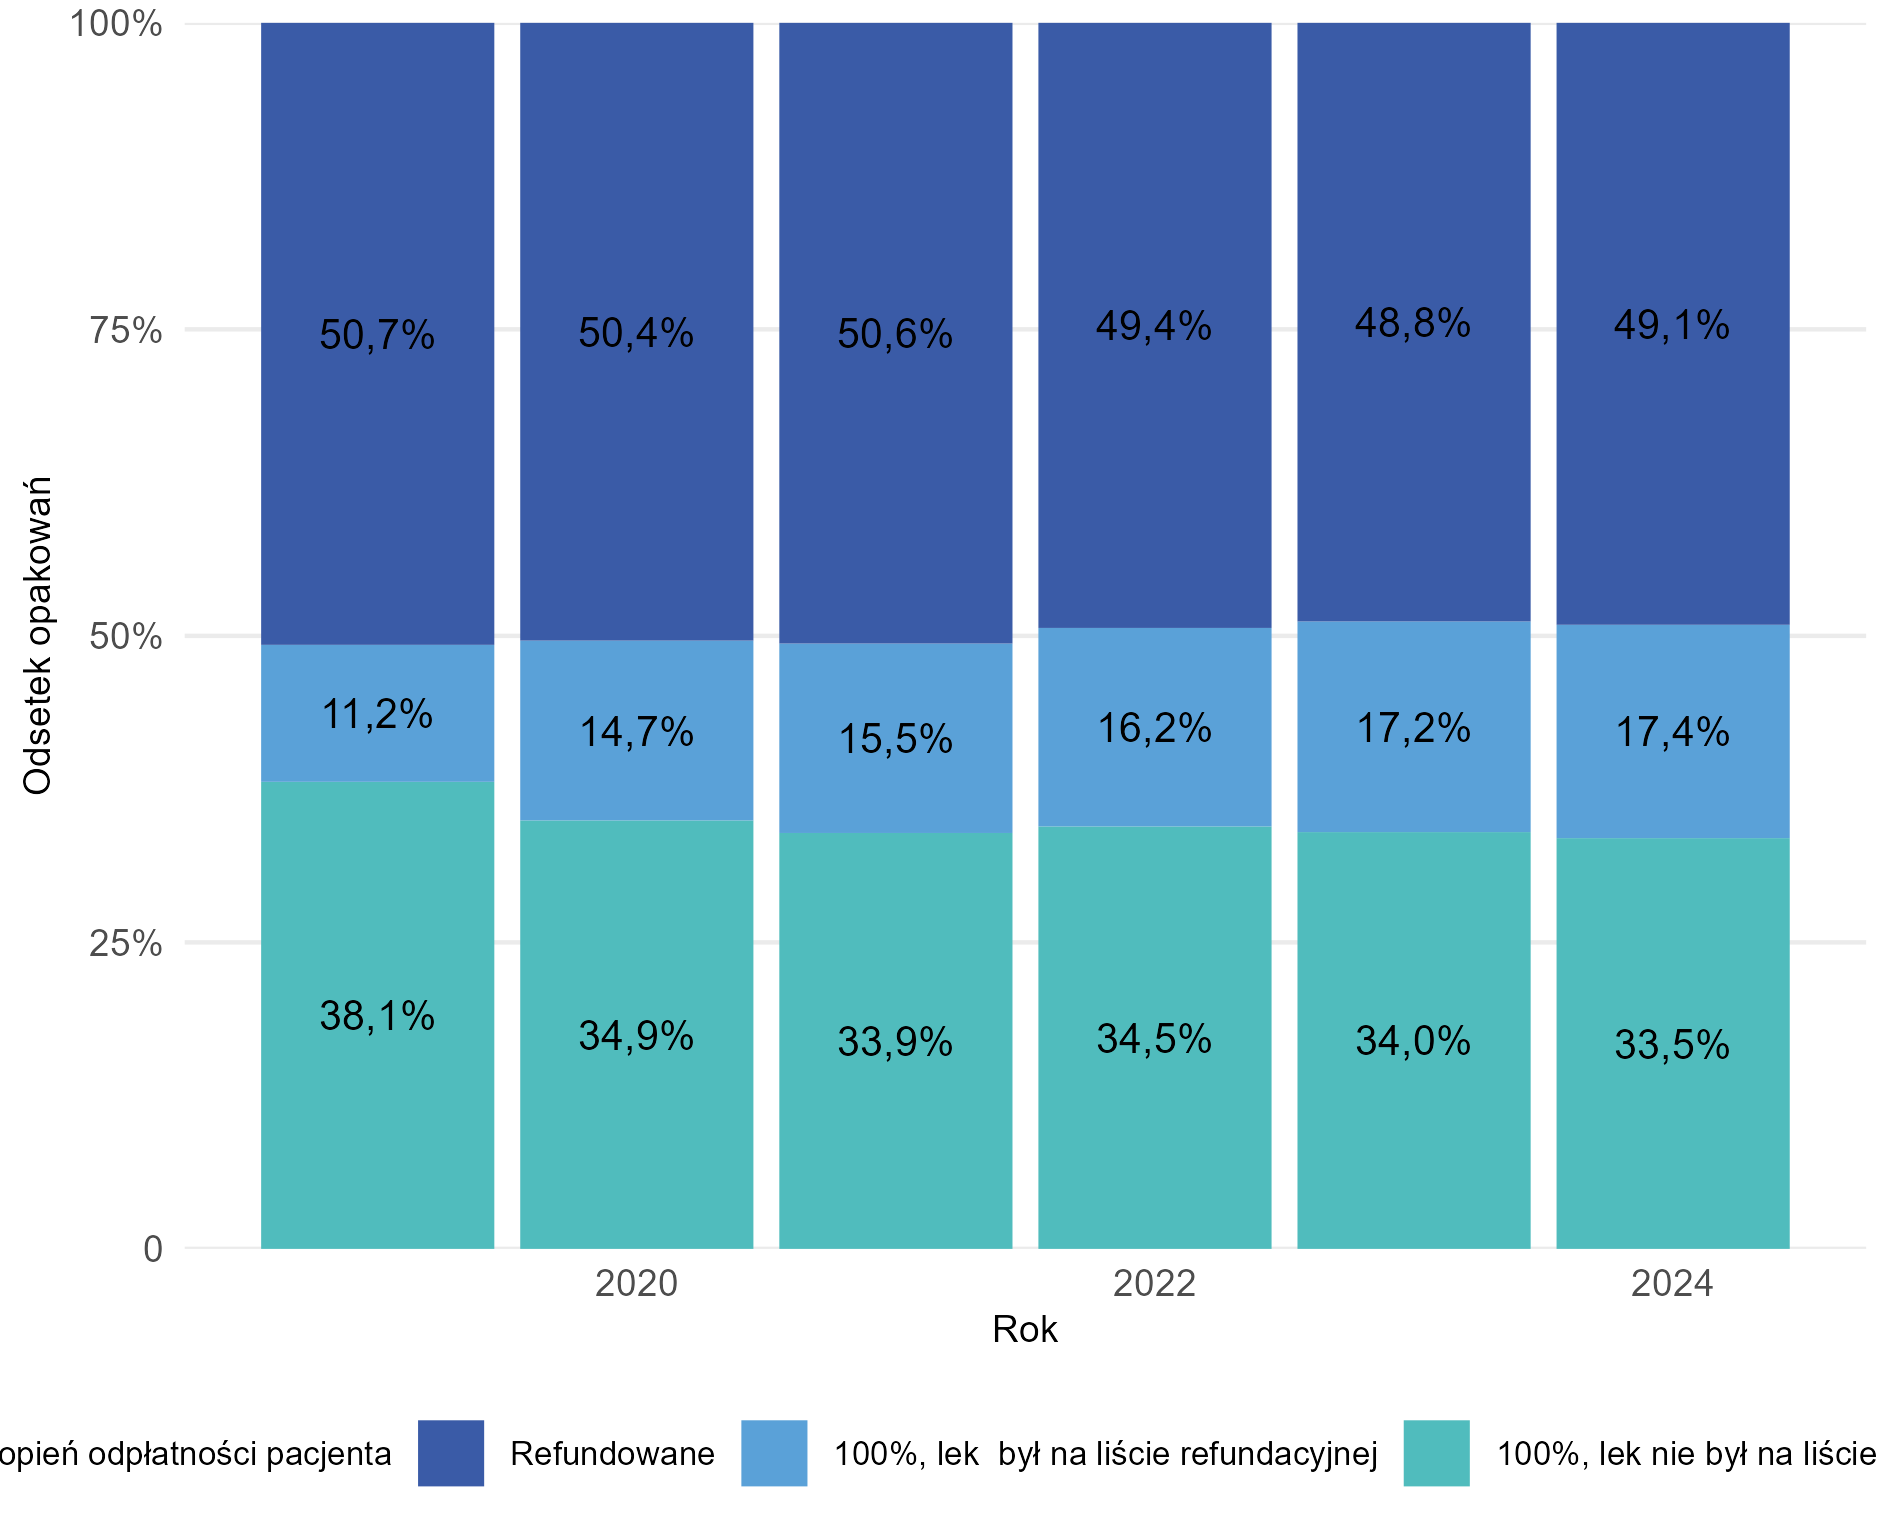 100%
75%
50%
25%
0
Odsetek opakowań
50,7% 50,4% 50,6% 49,4% 48,8% 49,1%
11,2% 14,7% 15,5% 16,2% 17,2% 17,4%
38,1% 34,9% 33,9% 34,5% 34,0% 33,5%
2020 2022 2024
Rok
opień odpłatności pacjenta Refundowane 100%, lek  był na liście refundacyjnej 100%, lek nie był na liście